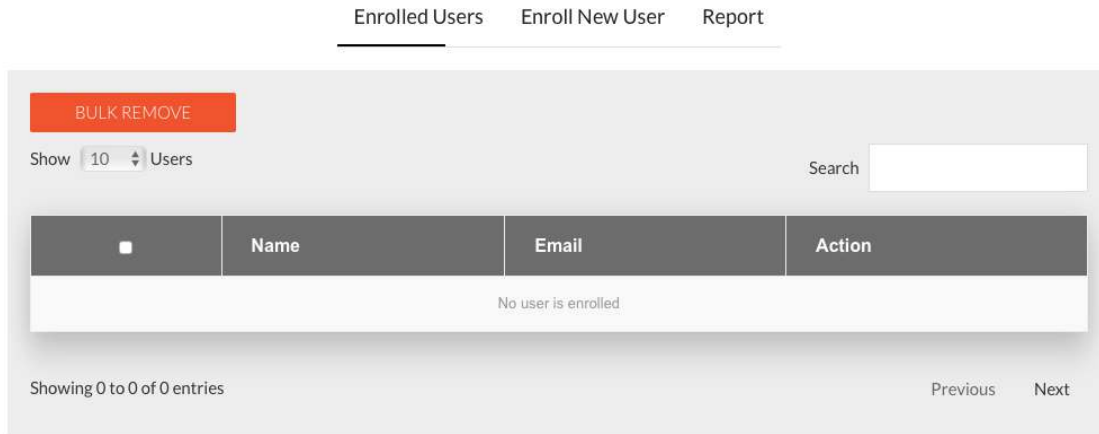 Enrolled Users Enroll New User Report
BULK REMOVE
Show 10 Users
Search
Name Email Action
No user is enrolled
Showing 0 to 0 of 0 entries
Previous Next